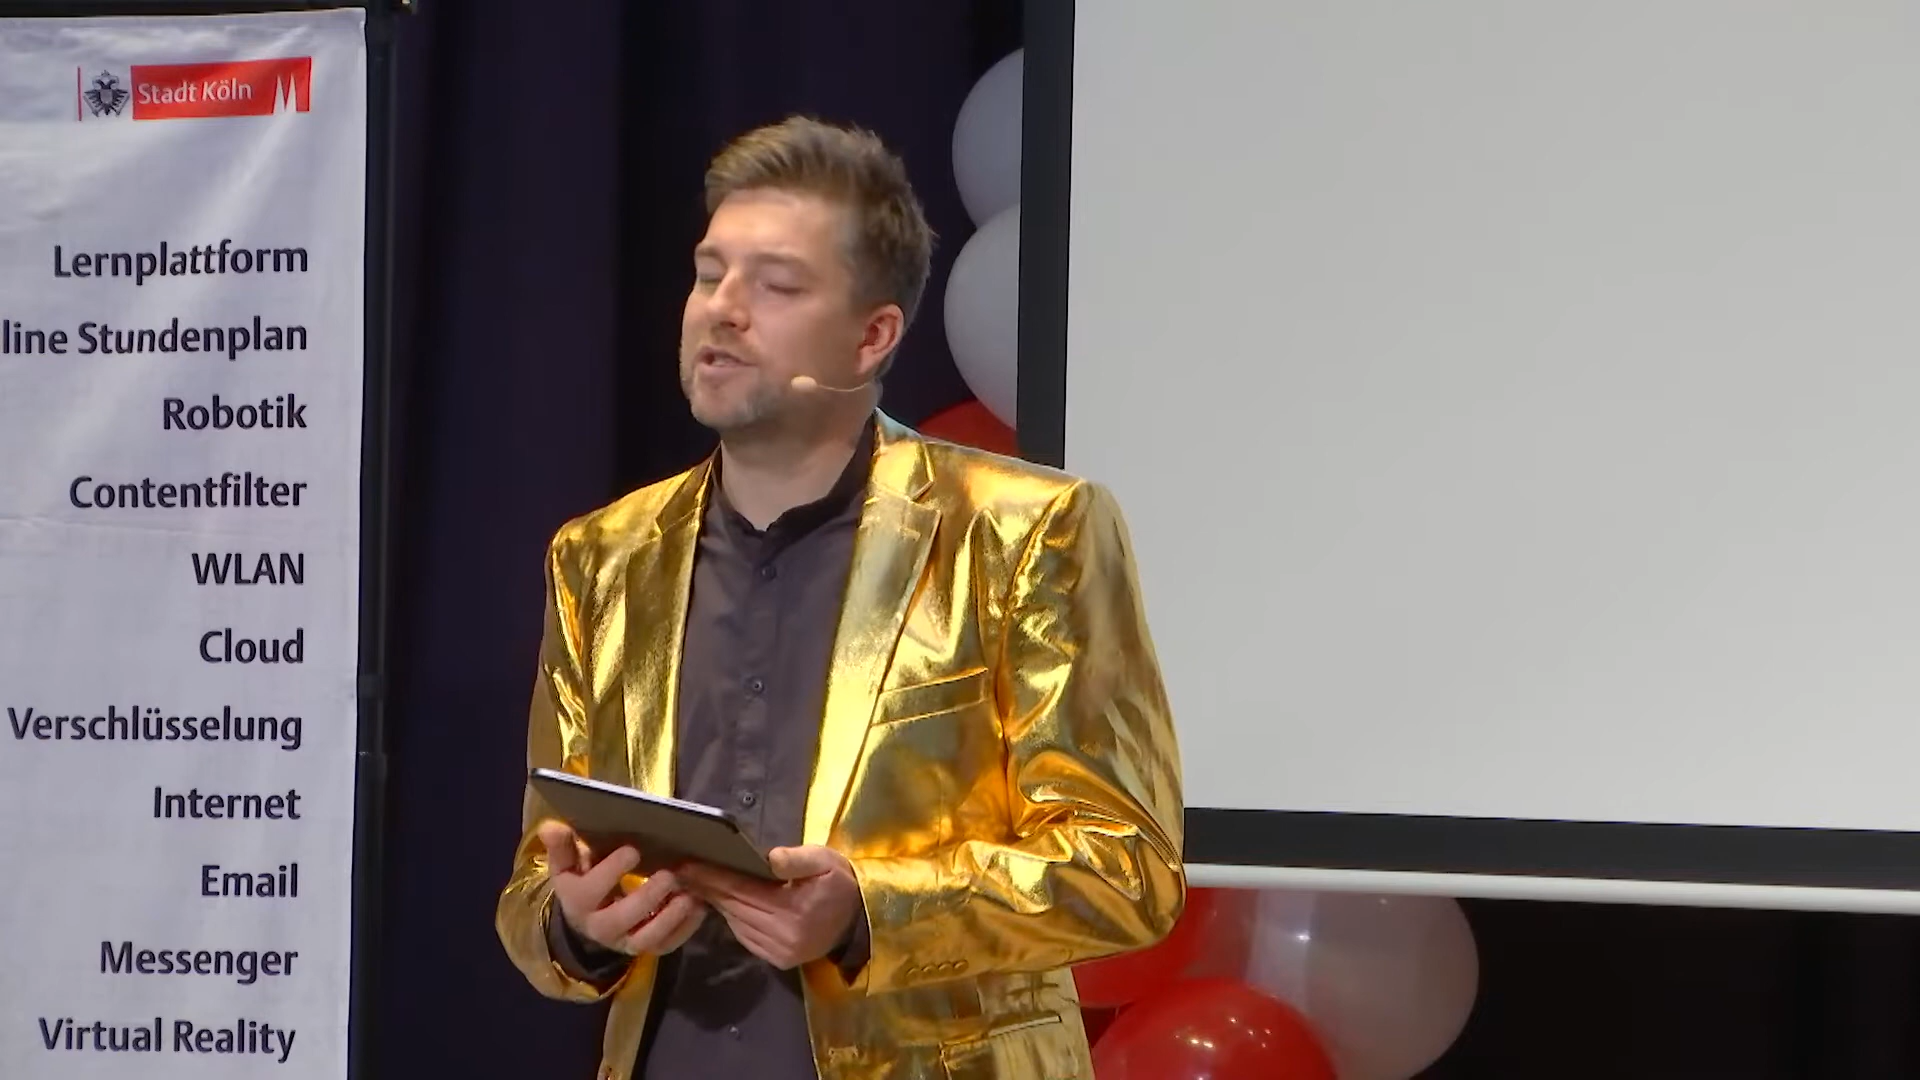 Stadt Köln
Lernplattform
line Stundenplan
Robotik
Contentfilter
WLAN
Cloud
Verschlüsselung
Internet
Email
Messenger
Virtual Reality